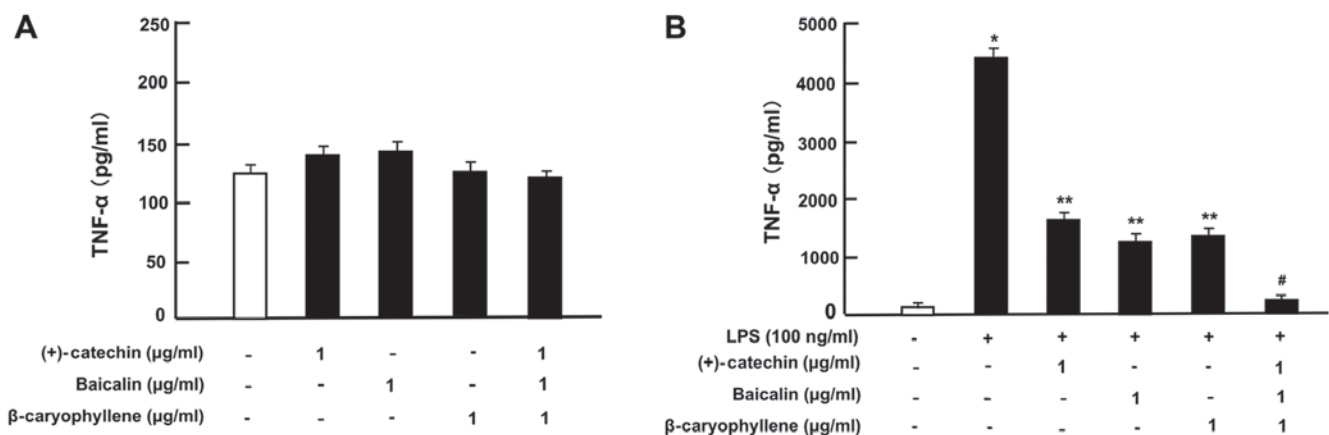 A
TNF-α (pg/ml)
250
200
150
100
50
0
(+)-catechin (µg/ml) - 1 - - 1
Baicalin (µg/ml) - - 1 - 1
β-caryophyllene (µg/ml) - - - 1 1
B
TNF-α (pg/ml)
5000
4000
3000
2000
1000
0
* ** ** ** #
LPS (100 ng/ml) - + + + + +
(+)-catechin (µg/ml) - - 1 - - 1
Baicalin (µg/ml) - - - 1 - 1
β-caryophyllene (µg/ml) - - - - 1 1